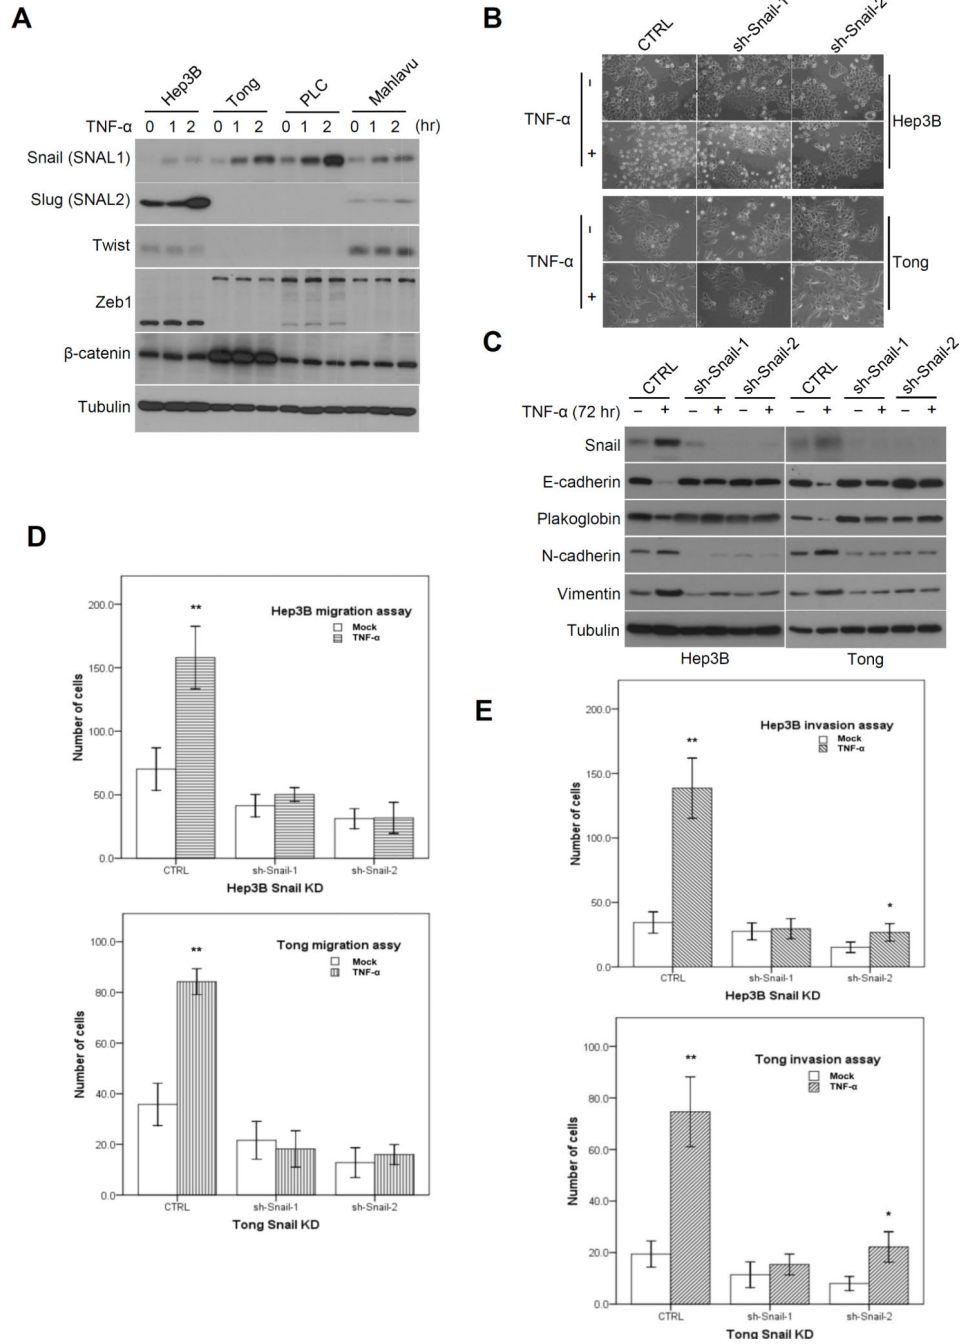 A
Hep3B Tong PLC Mahlavu
TNF-α 0 1 2 0 1 2 0 1 2 0 1 2 (hr)
Snail (SNAL1)
Slug (SNAL2)
Twist
Zeb1
β-catenin
Tubulin
B
CTRL sh-Snail-1 sh-Snail-2
TNF-α – + Hep3B
TNF-α – + Tong
C
CTRL sh-Snail-1 sh-Snail-2 CTRL sh-Snail-1 sh-Snail-2
TNF-α (72 hr) – + – + – + – + – + – +
Snail
E-cadherin
Plakoglobin
N-cadherin
Vimentin
Tubulin
Hep3B Tong
D
Hep3B migration assay
Mock
TNF-α
**
Number of cells
200.0
150.0
100.0
50.0
0.0
CTRL sh-Snail-1 sh-Snail-2
Hep3B Snail KD
Tong migration assy
Mock
TNF-α
**
Number of cells
100.0
80.0
60.0
40.0
20.0
0.0
CTRL sh-Snail-1 sh-Snail-2
Tong Snail KD
E
Hep3B invasion assay
Mock
TNF-α
**
*
Number of cells
200.0
150.0
100.0
50.0
0.0
CTRL sh-Snail-1 sh-Snail-2
Hep3B Snail KD
Tong invasion assay
Mock
TNF-α
**
*
Number of cells
100.0
80.0
60.0
40.0
20.0
0.0
CTRL sh-Snail-1 sh-Snail-2
Tong Snail KD